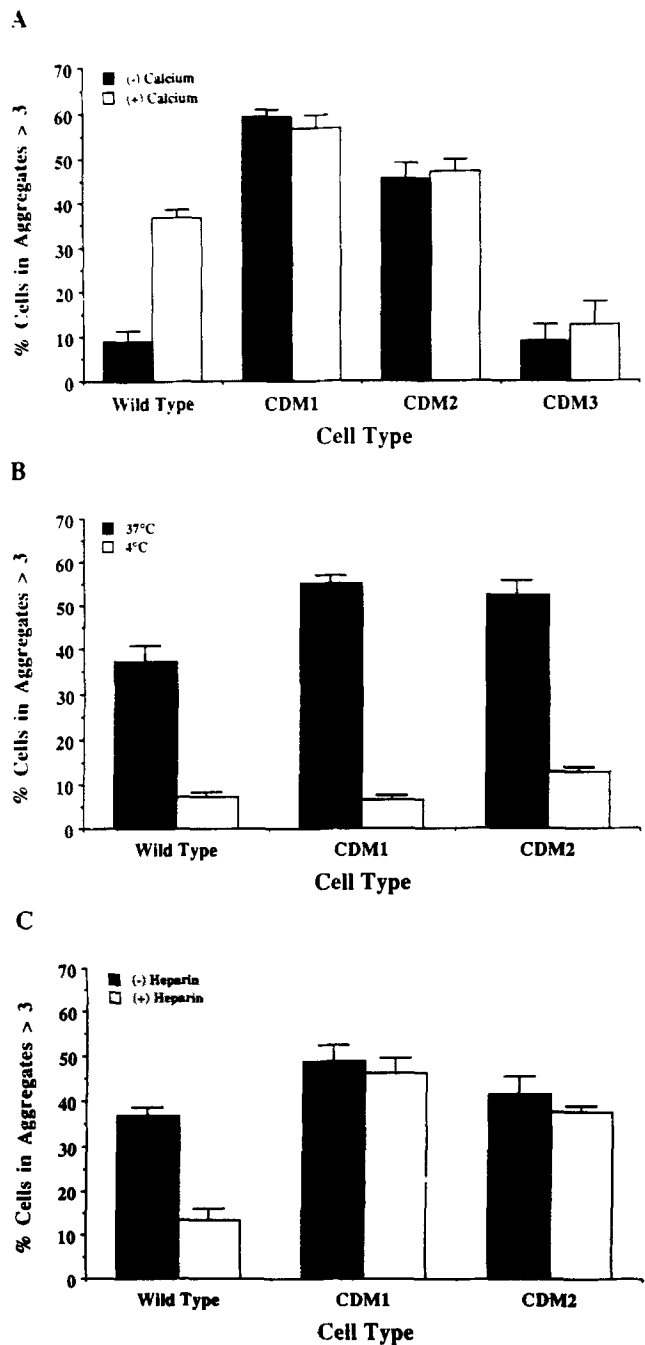 A
% Cells in Aggregates > 3
70
60
50
40
30
20
10
0
(-) Calcium
(+) Calcium
Wild Type CDM1 CDM2 CDM3
Cell Type
B
% Cells in Aggregates > 3
70
60
50
40
30
20
10
0
37°C
4°C
Wild Type CDM1 CDM2
Cell Type
C
% Cells in Aggregates > 3
70
60
50
40
30
20
10
0
(-) Heparin
(+) Heparin
Wild Type CDM1 CDM2
Cell Type